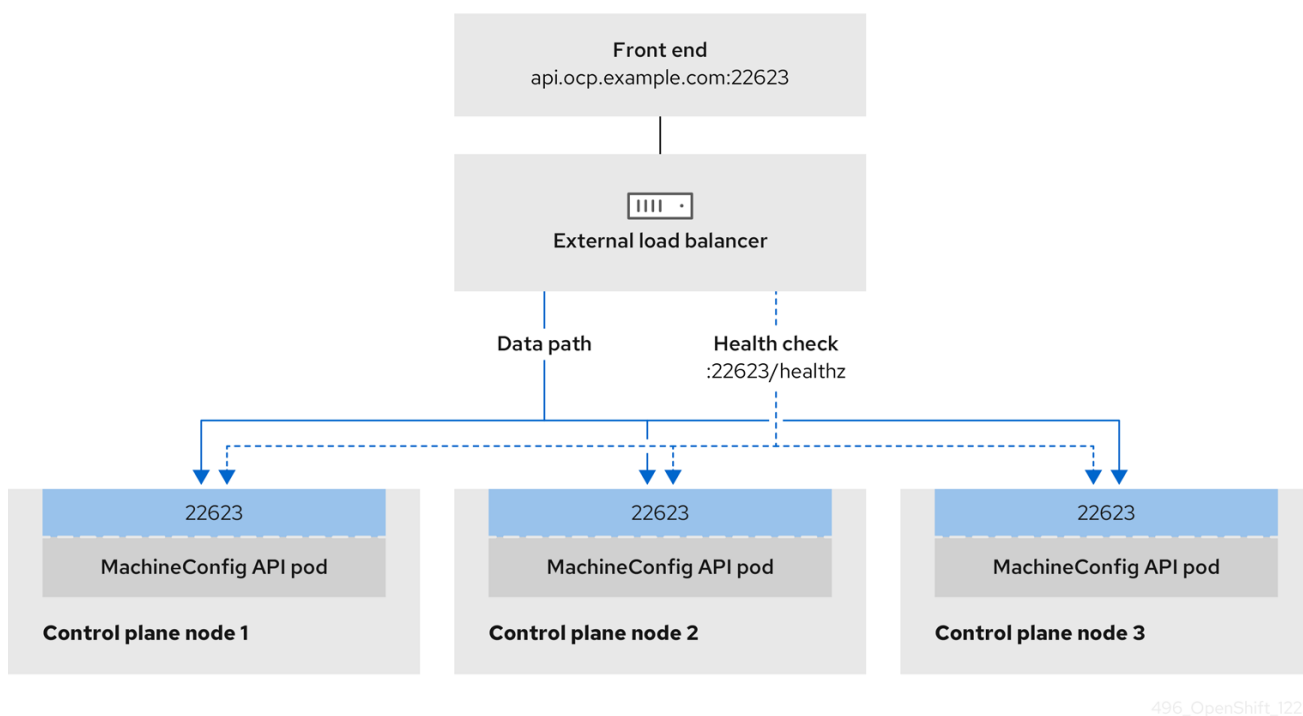 Front end
api.ocp.example.com:22623
External load balancer
Data path
Health check
:22623/healthz
22623
MachineConfig API pod
Control plane node 1
22623
MachineConfig API pod
Control plane node 2
22623
MachineConfig API pod
Control plane node 3
496_OpenShift_122